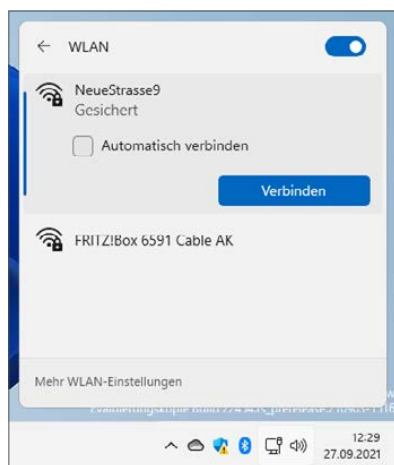 WLAN
NeueStrasse9
Gesichert
Automatisch verbinden
Verbinden
FRITZ!Box 6591 Cable AK
Mehr WLAN-Einstellungen
12:29
27.09.2021